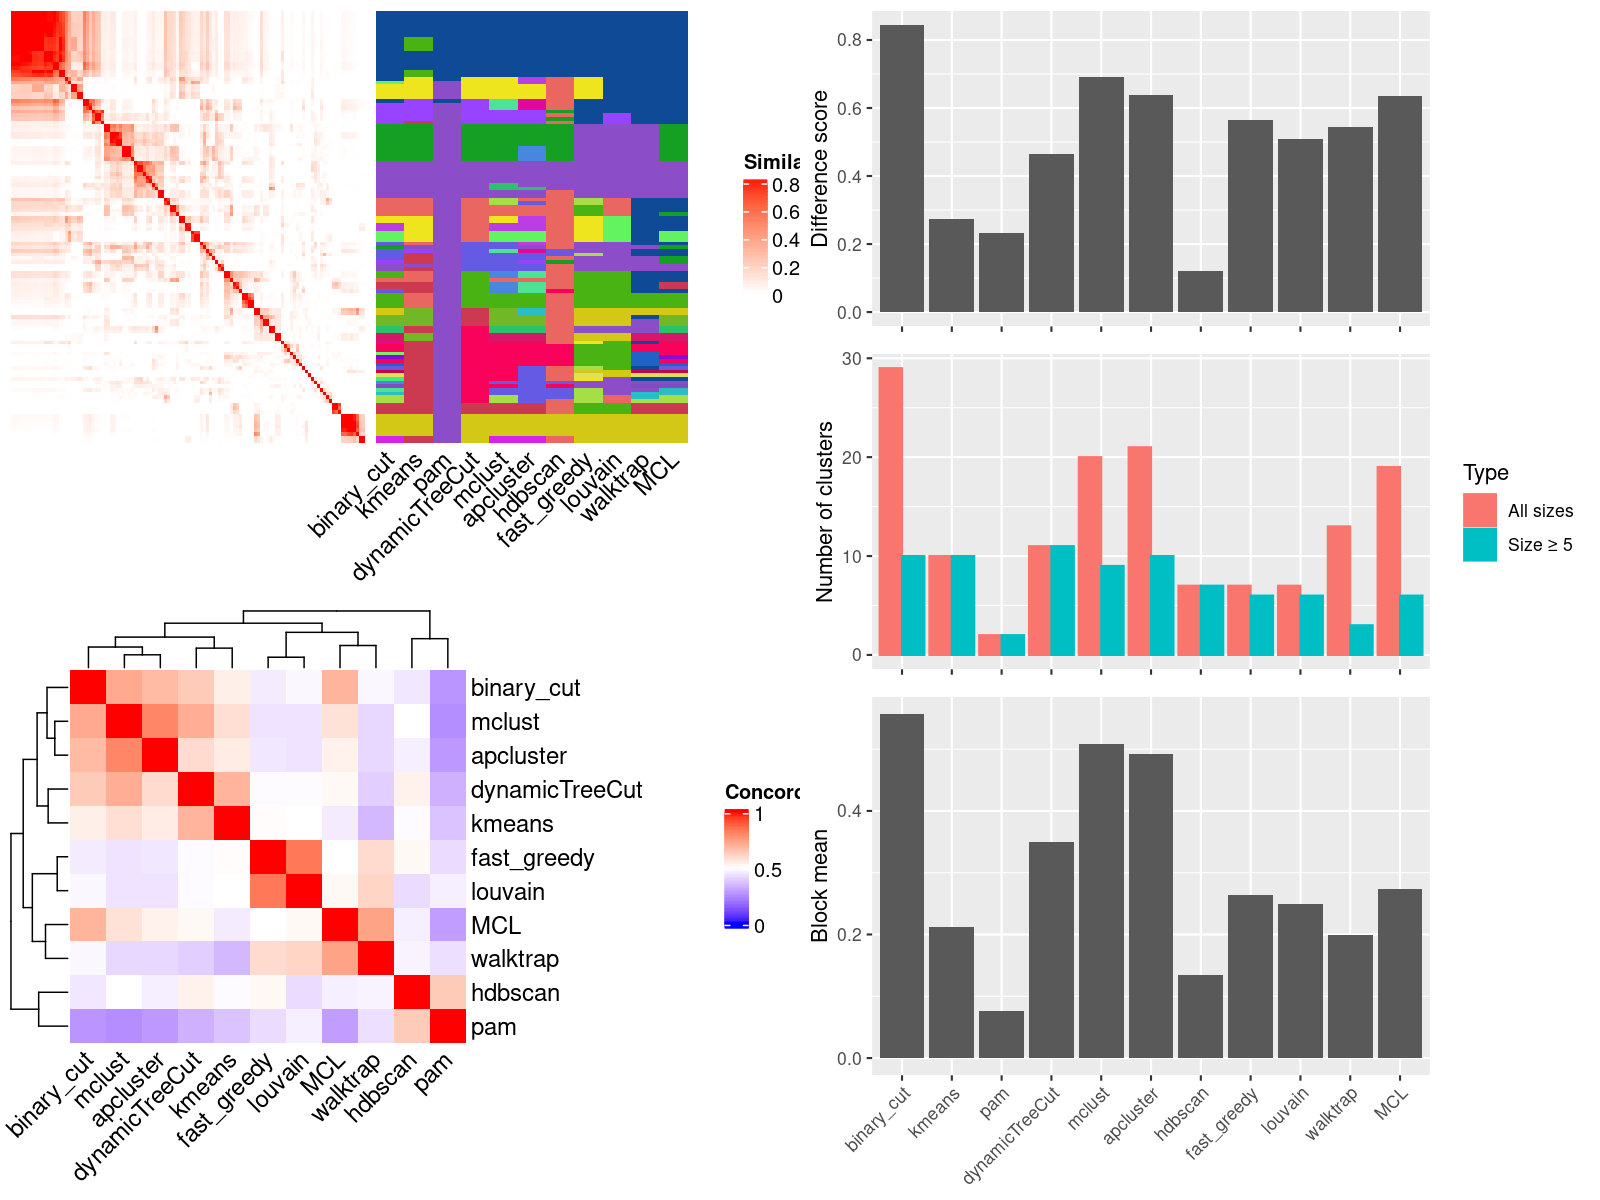 Simila
0.8
0.6
0.4
0.2
0
binary_cut
kmeans
pam
dynamicTreeCut
mclust
apcluster
hdbscan
fast_greedy
louvain
walktrap
MCL
binary_cut
mclust
apcluster
dynamicTreeCut
kmeans
fast_greedy
louvain
MCL
walktrap
hdbscan
pam
binary_cut
mclust
apcluster
dynamicTreeCut
kmeans
fast_greedy
louvain
MCL
walktrap
hdbscan
pam
Concord
1
0.5
0
Difference score
0.8
0.6
0.4
0.2
0.0
Number of clusters
30
20
10
0
Type
All sizes
Size ≥ 5
Block mean
0.4
0.2
0.0
binary_cut
kmeans
pam
dynamicTreeCut
mclust
apcluster
hdbscan
fast_greedy
louvain
walktrap
MCL